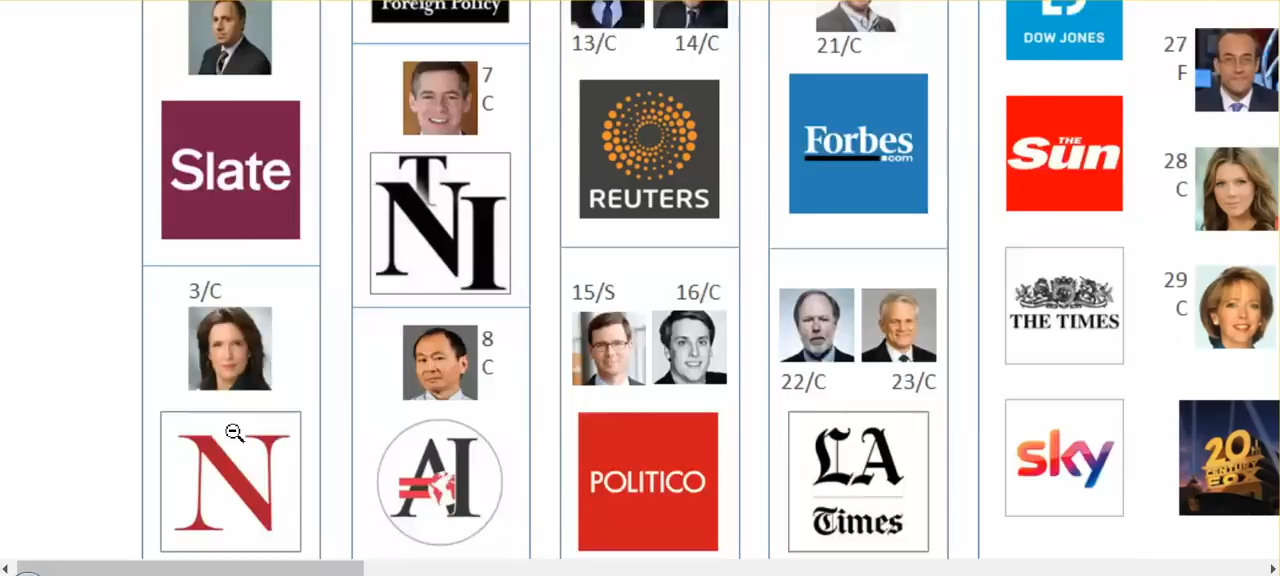 Foreign Policy
13/C
14/C
21/C
DOW JONES
27
F
7
C
Slate
TNI
REUTERS
Forbes
.com
THE
Sun
28
C
3/C
8
C
15/S
16/C
22/C
23/C
THE TIMES
29
C
N
AI
POLITICO
LA
Times
sky
20th
CENTURY
FOX